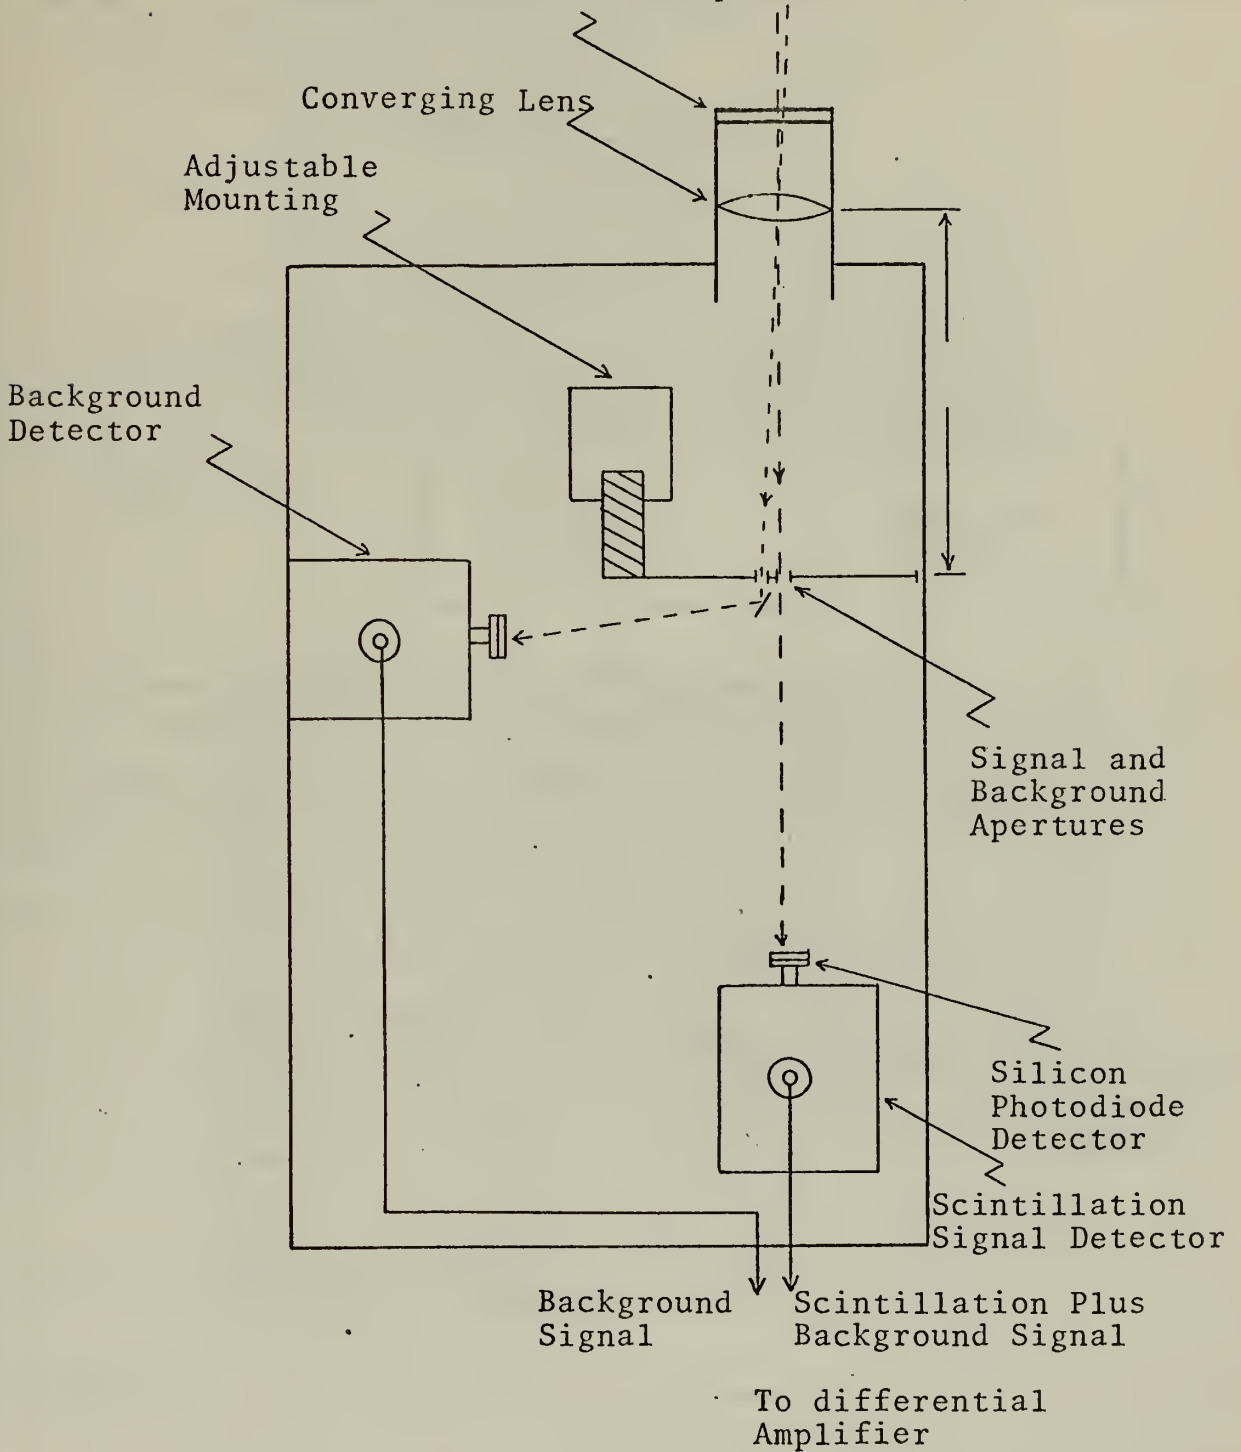 Converging Lens
Adjustable
Mounting
Background
Detector
Signal and
Background
Apertures
Silicon
Photodiode
Detector
Scintillation
Signal Detector
Background
Signal
Scintillation Plus
Background Signal
To differential
Amplifier